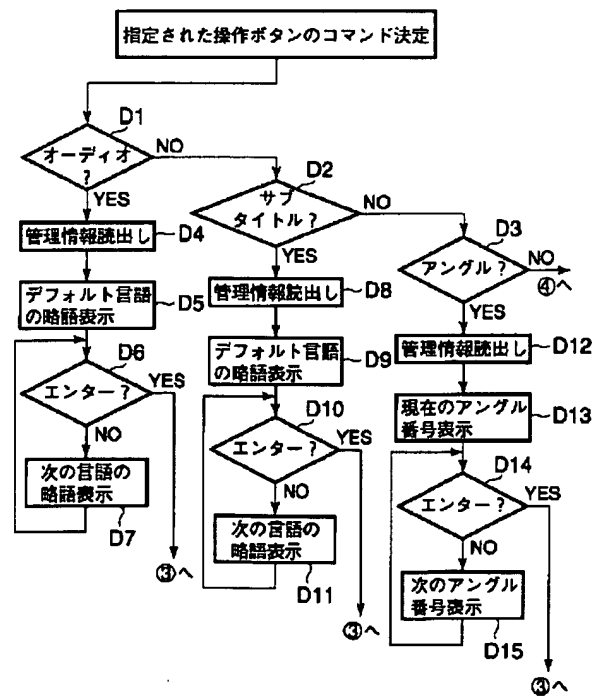 指定された操作ボタンのコマンド決定
D1
オーディオ
?
NO
YES
D2
サブ
タイトル?
NO
YES
D3
アングル?
NO
④へ
YES
管理情報読出し
D4
デフォルト言語
の略語表示
D5
D6
エンター?
YES
NO
次の言語の
略語表示
D7
③へ
管理情報読出し
D8
デフォルト言語
の略語表示
D9
D10
エンター?
YES
NO
次の言語の
略語表示
D11
③へ
管理情報読出し
D12
現在のアングル
番号表示
D13
D14
エンター?
YES
NO
次のアングル
番号表示
D15
③へ